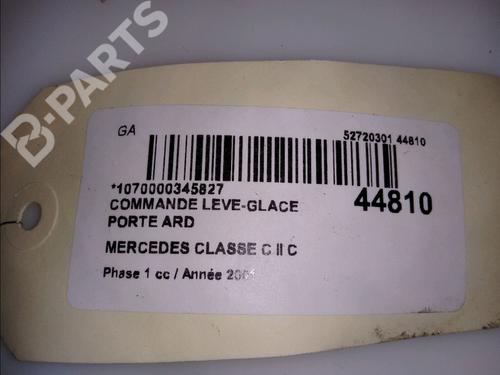 B-PARTS
GA
52720301 44810
*1070000345827
COMMANDE LEVE-GLACE
44810
PORTE ARD
MERCEDES CLASSE C II C
Phase 1 cc / Année